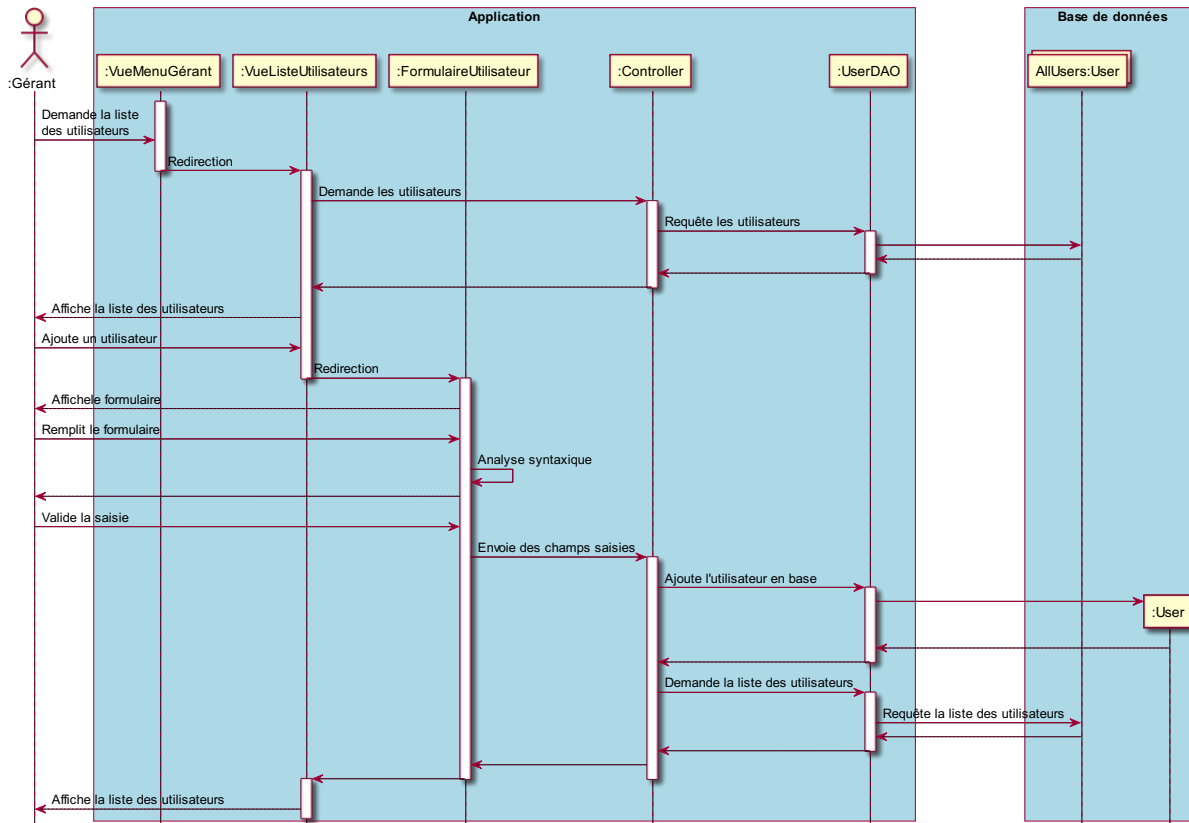 Application
Base de données
:Gérant
:VueMenuGérant
:VueListeUtilisateurs
:FormulaireUtilisateur
:Controller
:UserDAO
AllUsers:User
Demande la liste
des utilisateurs
Redirection
Demande les utilisateurs
Requête les utilisateurs
Affiche la liste des utilisateurs
Ajoute un utilisateur
Redirection
Affichele formulaire
Remplit le formulaire
Analyse syntaxique
Valide la saisie
Envoie des champs saisies
Ajoute l'utilisateur en base
:User
Demande la liste des utilisateurs
Requête la liste des utilisateurs
Affiche la liste des utilisateurs